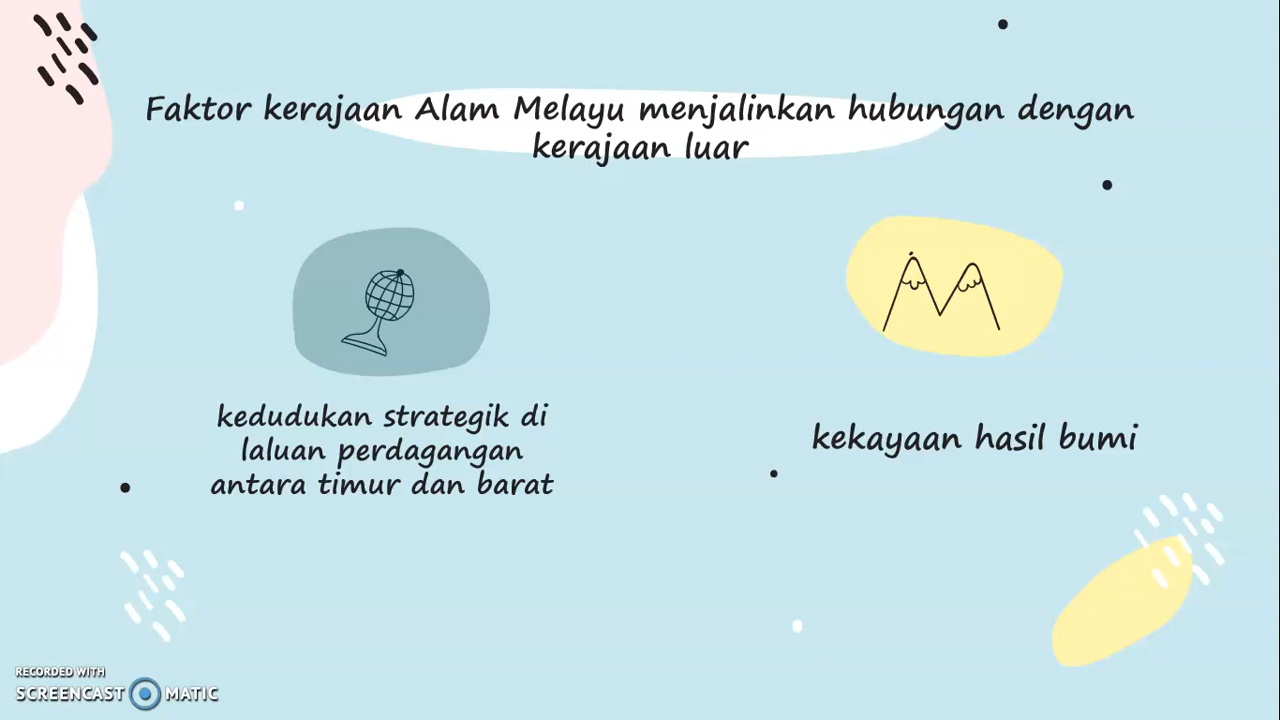 Faktor kerajaan Alam Melayu menjalinkan hubungan dengan
kerajaan luar
kedudukan strategik di
laluan perdagangan
antara timur dan barat
kekayaan hasil bumi
RECORDED WITH
SCREENCAST MATIC